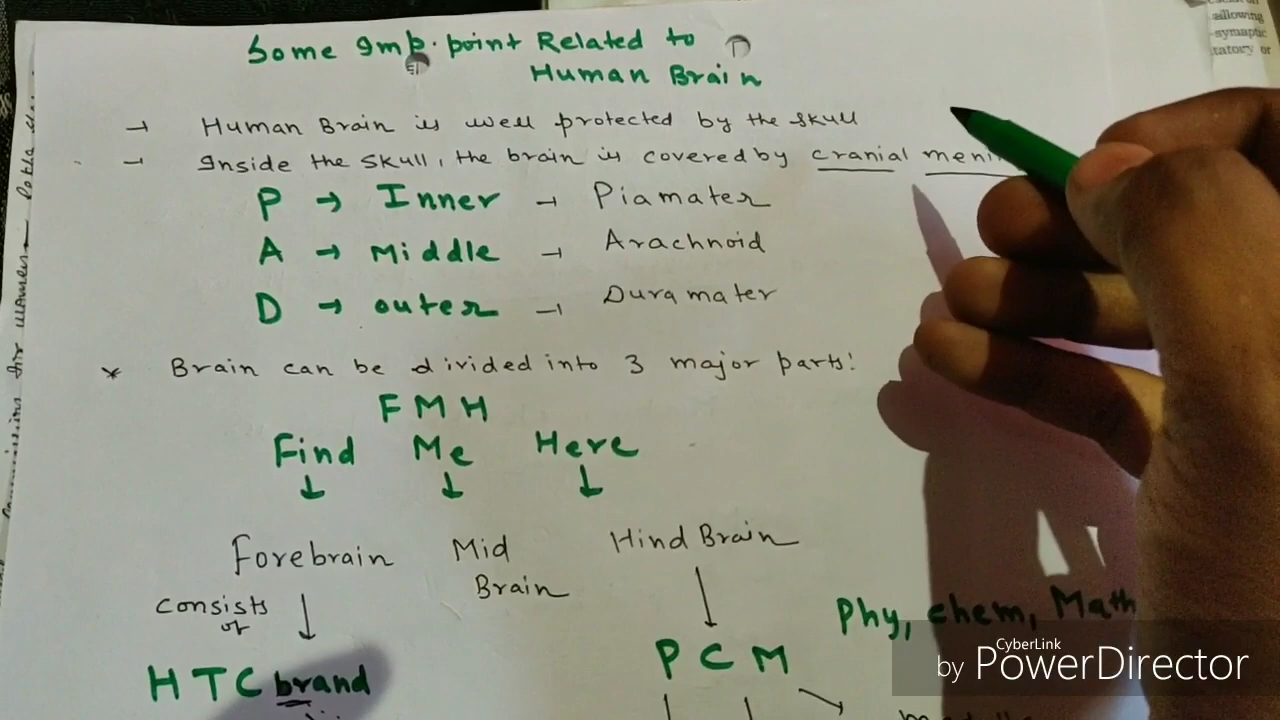 Some Imp. point Related to
Human Brain
→ Human Brain is well protected by the skull
→ Inside the skull, the brain is covered by cranial
P → Inner → Piamater
A → Middle → Arachnoid
D → outer → Duramater
* Brain can be divided into 3 major parts:
F M H
Find Me Here
↓ ↓ ↓
Forebrain Mid Brain Hind Brain
consists of ↓ ↓
Phy, chem, Math
HTC brand P C M
allowing
CyberLink
by PowerDirector